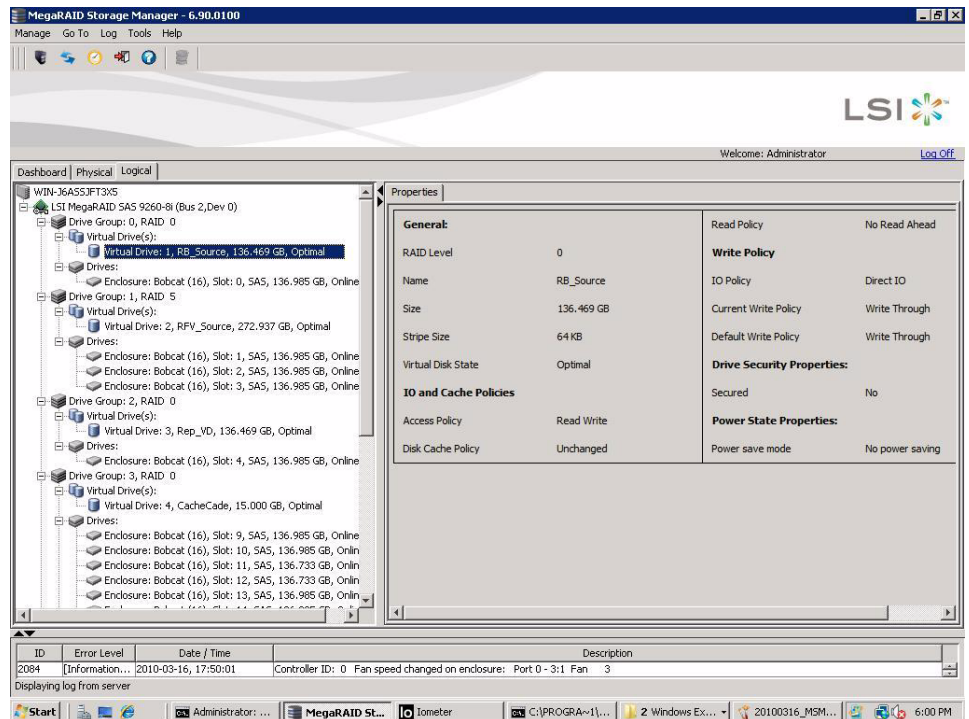 MegaRAID Storage Manager - 6.90.0100
Manage Go To Log Tools Help
LSI
Welcome: Administrator
Log Off
Dashboard Physical Logical
WIN-J6AS5JFT3X5
LSI MegaRAID SAS 9260-8i (Bus 2,Dev 0)
Drive Group: 0, RAID 0
Virtual Drive(s):
Virtual Drive: 1, RB_Source, 136.469 GB, Optimal
Drives:
Enclosure: Bobcat (16), Slot: 0, SAS, 136.985 GB, Online
Drive Group: 1, RAID 5
Virtual Drive(s):
Virtual Drive: 2, RFV_Source, 272.937 GB, Optimal
Drives:
Enclosure: Bobcat (16), Slot: 1, SAS, 136.985 GB, Online
Enclosure: Bobcat (16), Slot: 2, SAS, 136.985 GB, Online
Enclosure: Bobcat (16), Slot: 3, SAS, 136.985 GB, Online
Drive Group: 2, RAID 0
Virtual Drive(s):
Virtual Drive: 3, Rep_VD, 136.469 GB, Optimal
Drives:
Enclosure: Bobcat (16), Slot: 4, SAS, 136.985 GB, Online
Drive Group: 3, RAID 0
Virtual Drive(s):
Virtual Drive: 4, CacheCade, 15.000 GB, Optimal
Drives:
Enclosure: Bobcat (16), Slot: 9, SAS, 136.985 GB, Onlin
Enclosure: Bobcat (16), Slot: 10, SAS, 136.985 GB, Onlin
Enclosure: Bobcat (16), Slot: 11, SAS, 136.733 GB, Onlin
Enclosure: Bobcat (16), Slot: 12, SAS, 136.733 GB, Onlin
Enclosure: Bobcat (16), Slot: 13, SAS, 136.985 GB, Onlin
Properties
General:
RAID Level 0
Name RB_Source
Size 136.469 GB
Stripe Size 64 KB
Virtual Disk State Optimal
IO and Cache Policies
Access Policy Read Write
Disk Cache Policy Unchanged
Read Policy No Read Ahead
Write Policy
IO Policy Direct IO
Current Write Policy Write Through
Default Write Policy Write Through
Drive Security Properties:
Secured No
Power State Properties:
Power save mode No power saving
ID Error Level Date / Time Description
2084 [Information... 2010-03-16, 17:50:01 Controller ID: 0 Fan speed changed on enclosure: Port 0 - 3:1 Fan 3
Displaying log from server
Start Administrator: ... MegaRAID St... Iometer C:\PROGRA~1\... 2 Windows Ex... 20100316_MSM... 6:00 PM